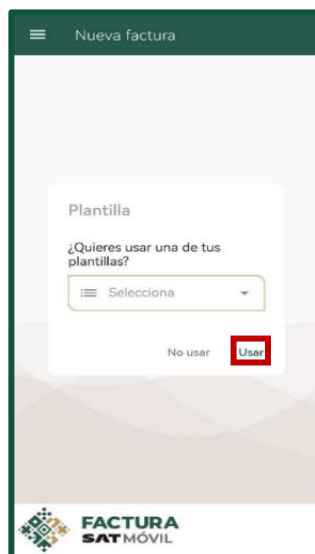 Nueva factura
Plantilla
¿Quieres usar una de tus
plantillas?
Selecciona
No usar
Usar
FACTURA
SAT MÓVIL